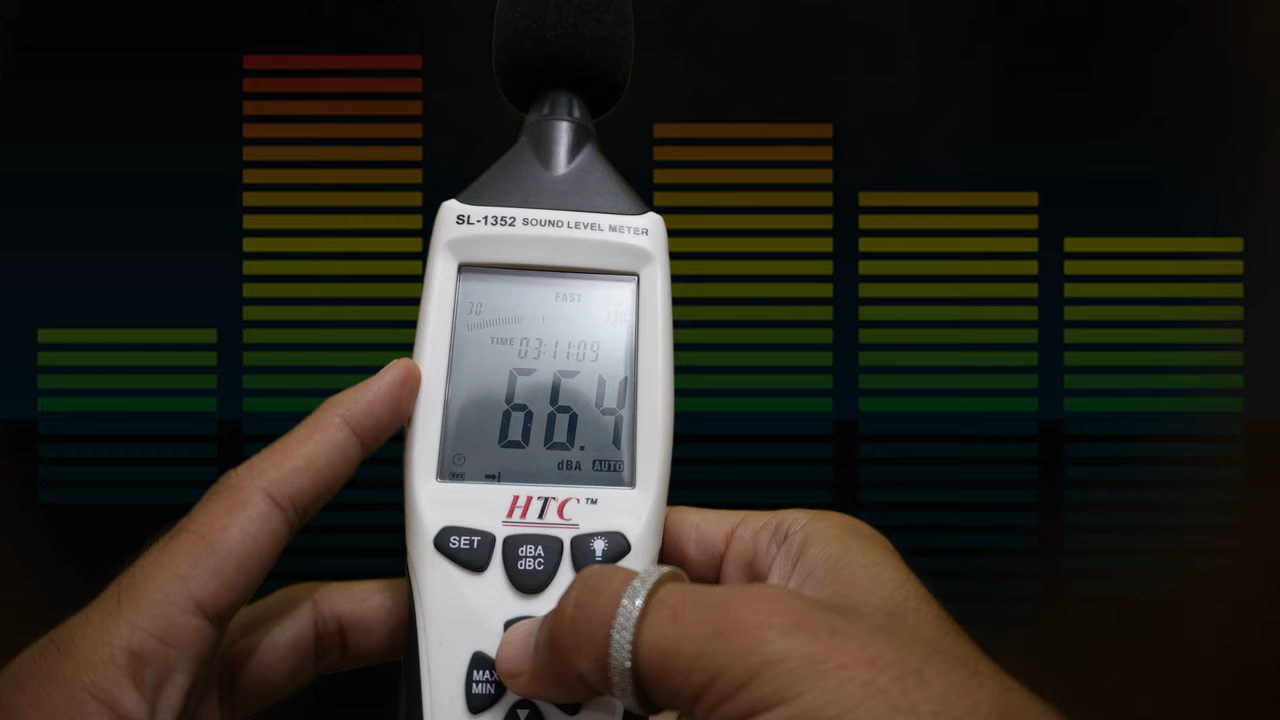 SL-1352 SOUND LEVEL METER
FAST
30 130
TIME 03:11:09
66.4
dBA AUTO
HTC™
SET
dBA
dBC
MAX
MIN